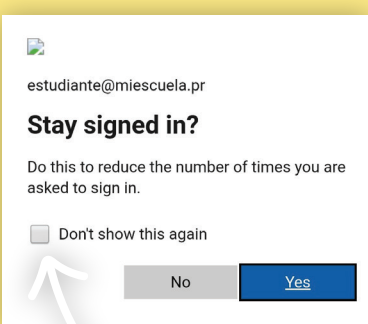 estudiante@miescuela.pr
Stay signed in?
Do this to reduce the number of times you are
asked to sign in.
Don't show this again
No
Yes